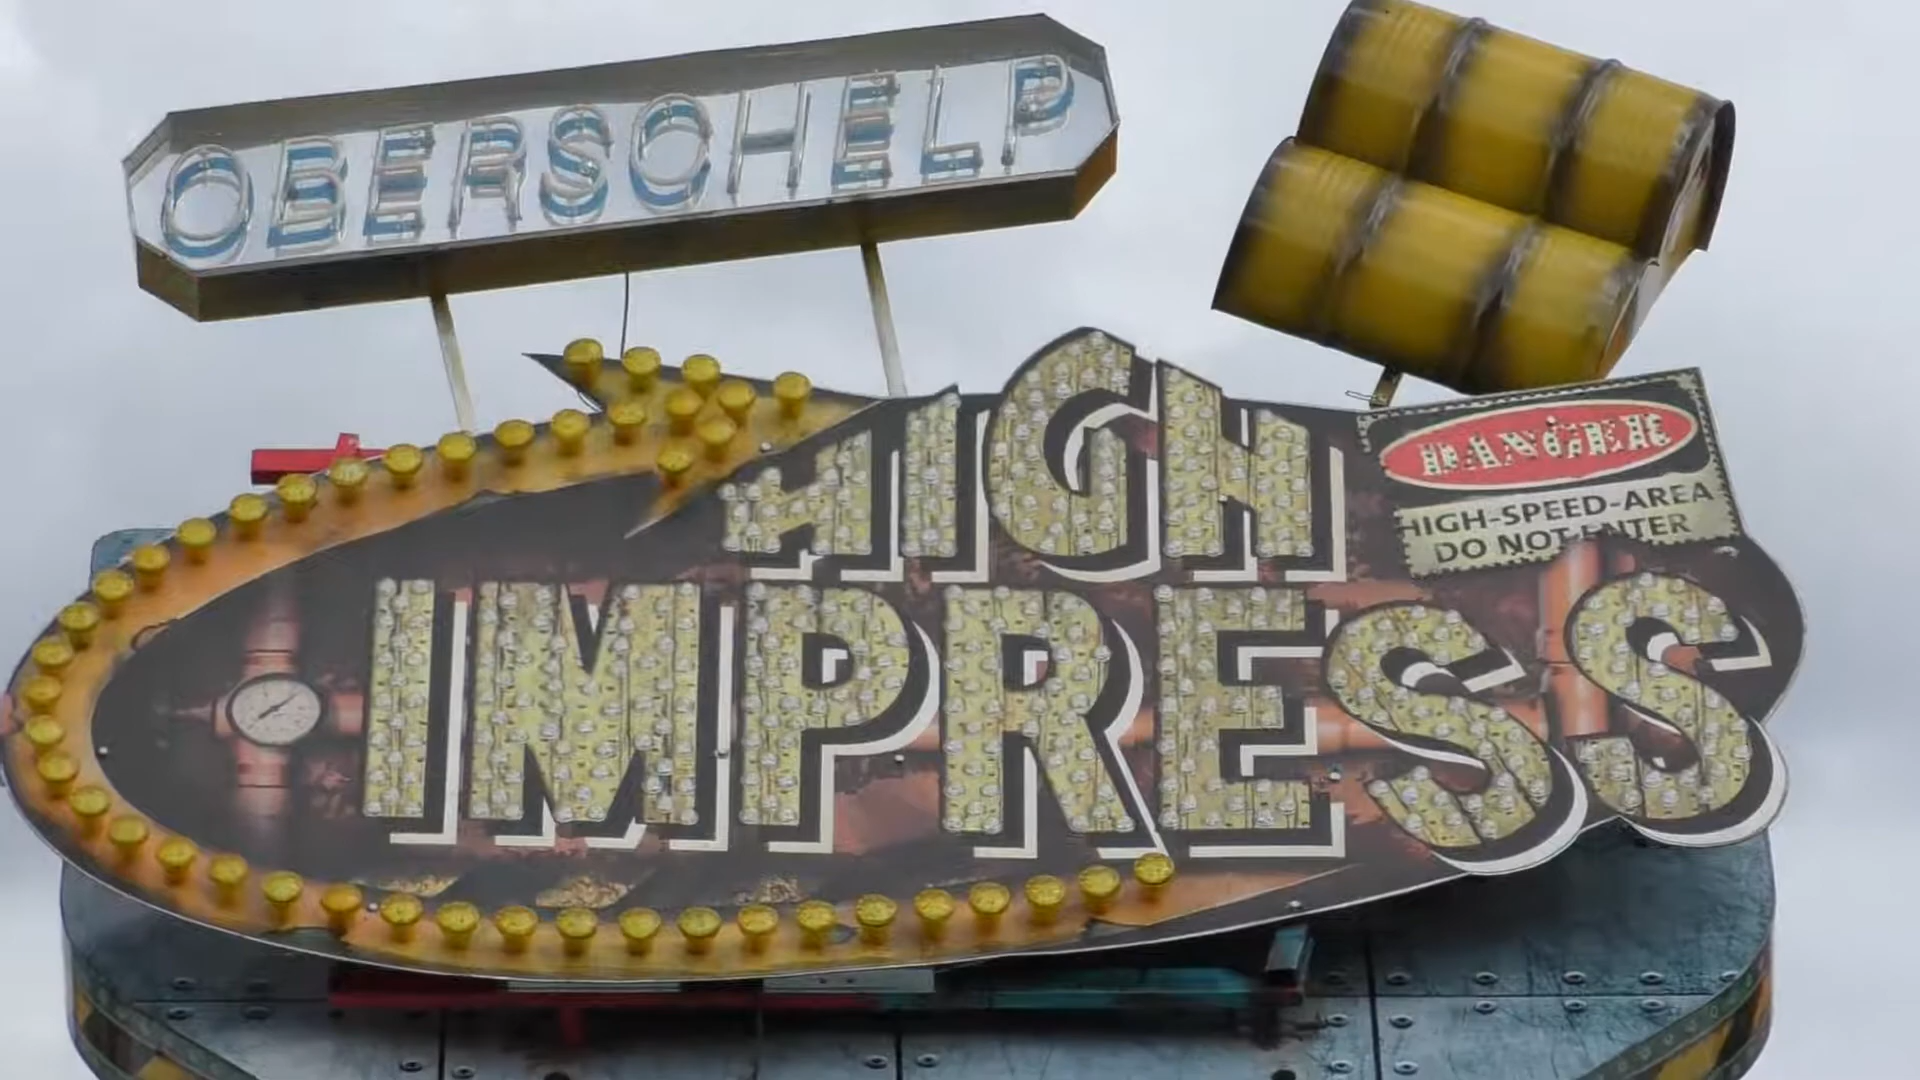 OBERSCHELP
HIGH
IMPRESS
DANGER
HIGH-SPEED-AREA
DO NOT ENTER